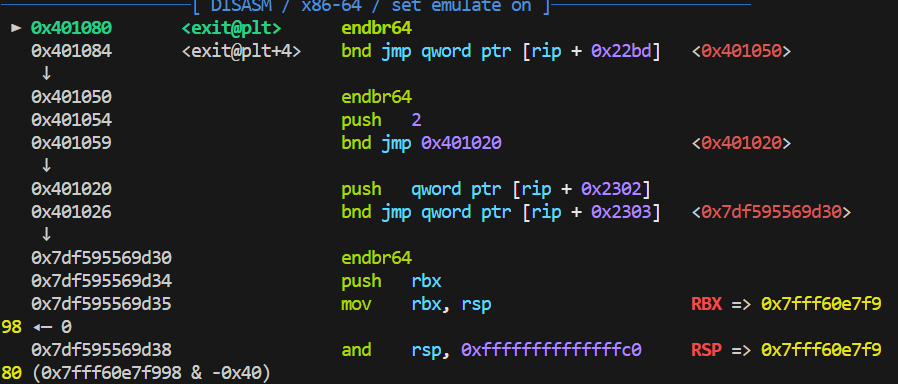 [ DISASM / x86-64 / set emulate on ]
► 0x401080 <exit@plt> endbr64
0x401084 <exit@plt+4> bnd jmp qword ptr [rip + 0x22bd] <0x401050>
↓
0x401050 endbr64
0x401054 push 2
0x401059 bnd jmp 0x401020 <0x401020>
↓
0x401020 push qword ptr [rip + 0x2302]
0x401026 bnd jmp qword ptr [rip + 0x2303] <0x7df595569d30>
↓
0x7df595569d30 endbr64
0x7df595569d34 push rbx
0x7df595569d35 mov rbx, rsp RBX => 0x7fff60e7f9
98 ◂— 0
0x7df595569d38 and rsp, 0xffffffffffffffc0 RSP => 0x7fff60e7f9
80 (0x7fff60e7f998 & -0x40)